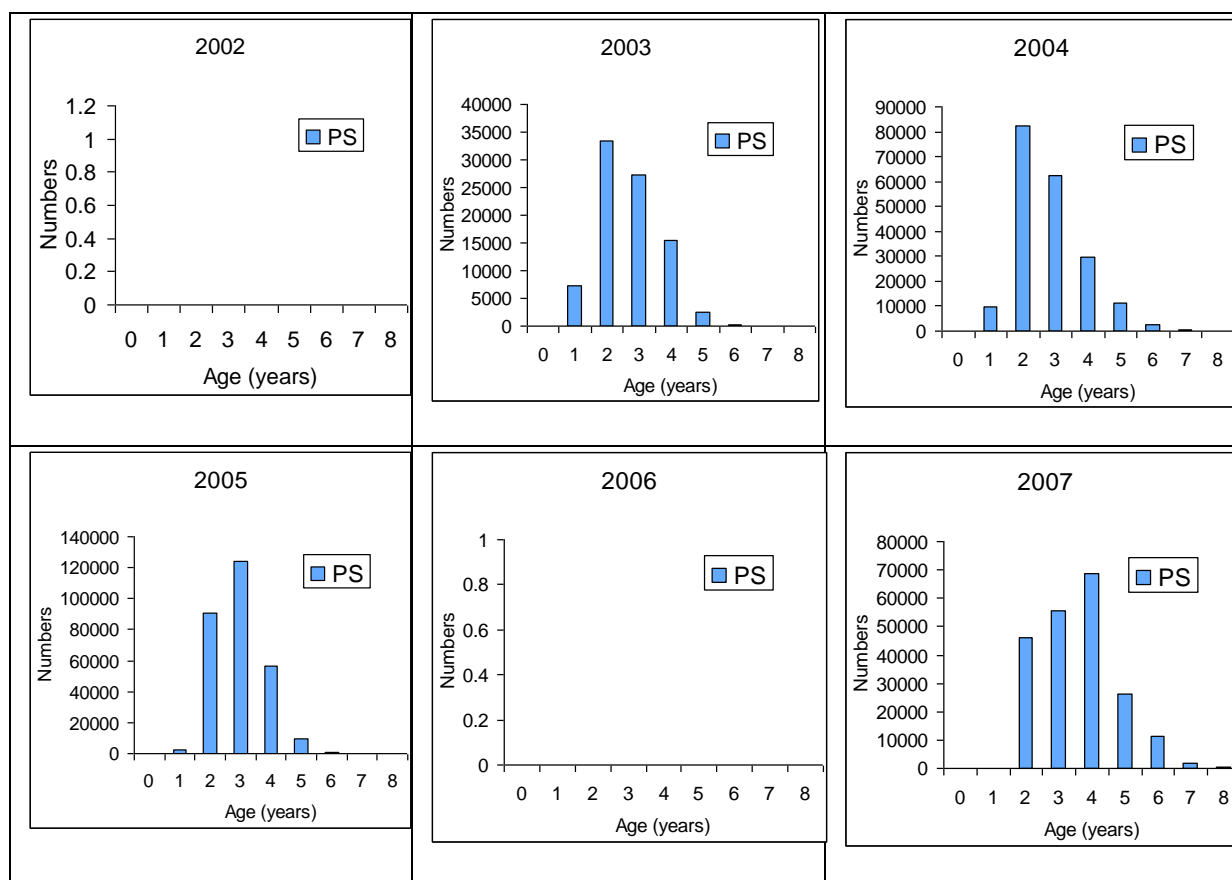 2002
1.2
1
0.8
0.6
0.4
0.2
0
Numbers
PS
0 1 2 3 4 5 6 7 8
Age (years)
2003
40000
35000
30000
25000
20000
15000
10000
5000
0
Numbers
PS
0 1 2 3 4 5 6 7 8
Age (years)
2004
90000
80000
70000
60000
50000
40000
30000
20000
10000
0
Numbers
PS
0 1 2 3 4 5 6 7 8
Age (years)
2005
140000
120000
100000
80000
60000
40000
20000
0
Numbers
PS
0 1 2 3 4 5 6 7 8
Age (years)
2006
1
0.8
0.6
0.4
0.2
0
Numbers
PS
0 1 2 3 4 5 6 7 8
Age (years)
2007
80000
70000
60000
50000
40000
30000
20000
10000
0
Numbers
PS
0 1 2 3 4 5 6 7 8
Age (years)